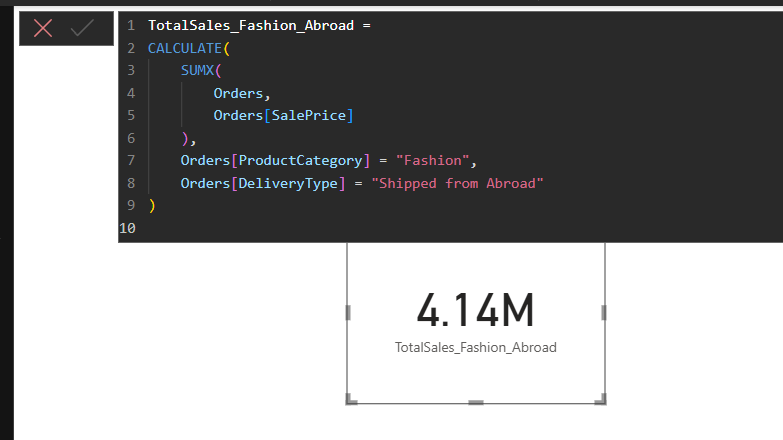 1 TotalSales_Fashion_Abroad =
2 CALCULATE(
3     SUMX(
4         Orders,
5         Orders[SalePrice]
6     ),
7     Orders[ProductCategory] = "Fashion",
8     Orders[DeliveryType] = "Shipped from Abroad"
9 )
10
4.14M
TotalSales_Fashion_Abroad